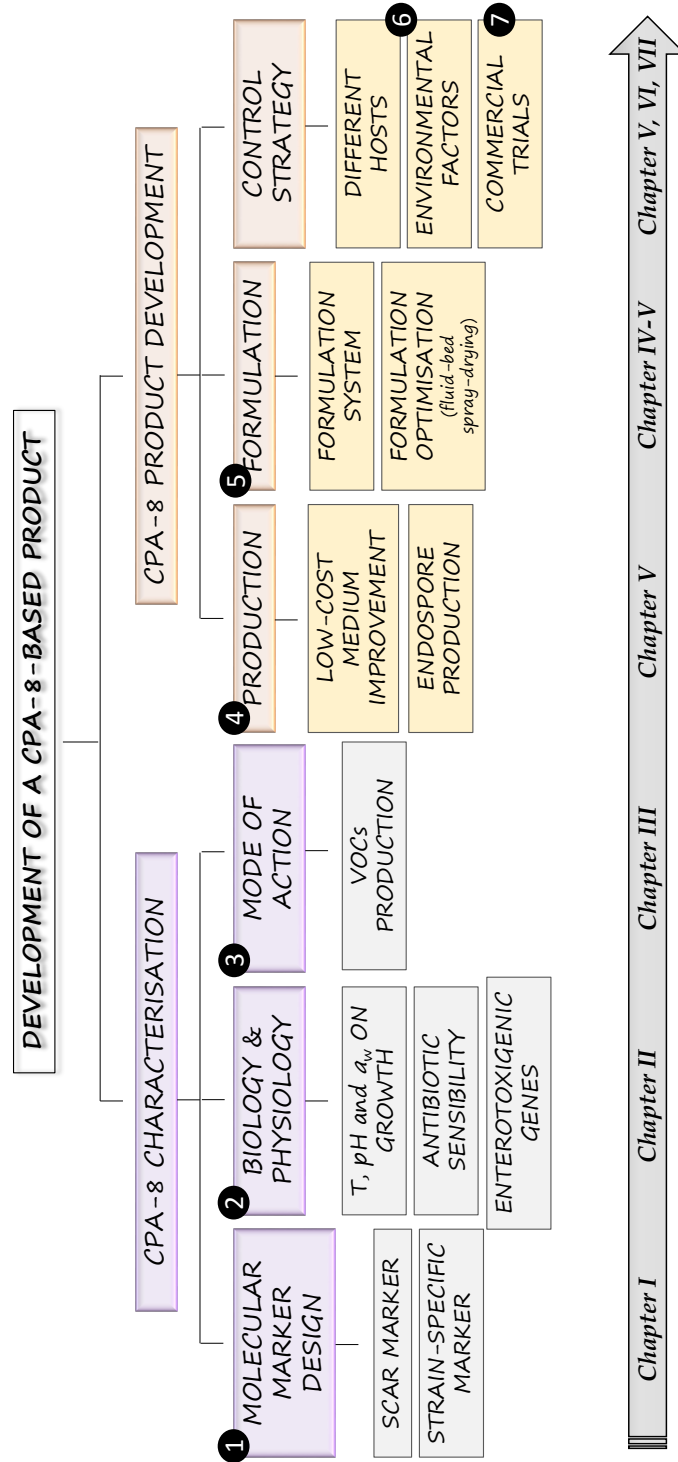 DEVELOPMENT OF A CPA-8-BASED PRODUCT
CPA-8 CHARACTERISATION
1
MOLECULAR
MARKER
DESIGN
SCAR MARKER
STRAIN-SPECIFIC
MARKER
2
BIOLOGY &
PHYSIOLOGY
T, pH and aw ON
GROWTH
ANTIBIOTIC
SENSIBILITY
ENTEROTOXIGENIC
GENES
3
MODE OF
ACTION
VOCs
PRODUCTION
CPA-8 PRODUCT DEVELOPMENT
4
PRODUCTION
LOW-COST
MEDIUM
IMPROVEMENT
ENDOSPORE
PRODUCTION
5
FORMULATION
FORMULATION
SYSTEM
FORMULATION
OPTIMISATION
(fluid-bed
spray-drying)
CONTROL
STRATEGY
DIFFERENT
HOSTS
6
ENVIRONMENTAL
FACTORS
7
COMMERCIAL
TRIALS
Chapter I
Chapter II
Chapter III
Chapter V
Chapter IV-V
Chapter V, VI, VII